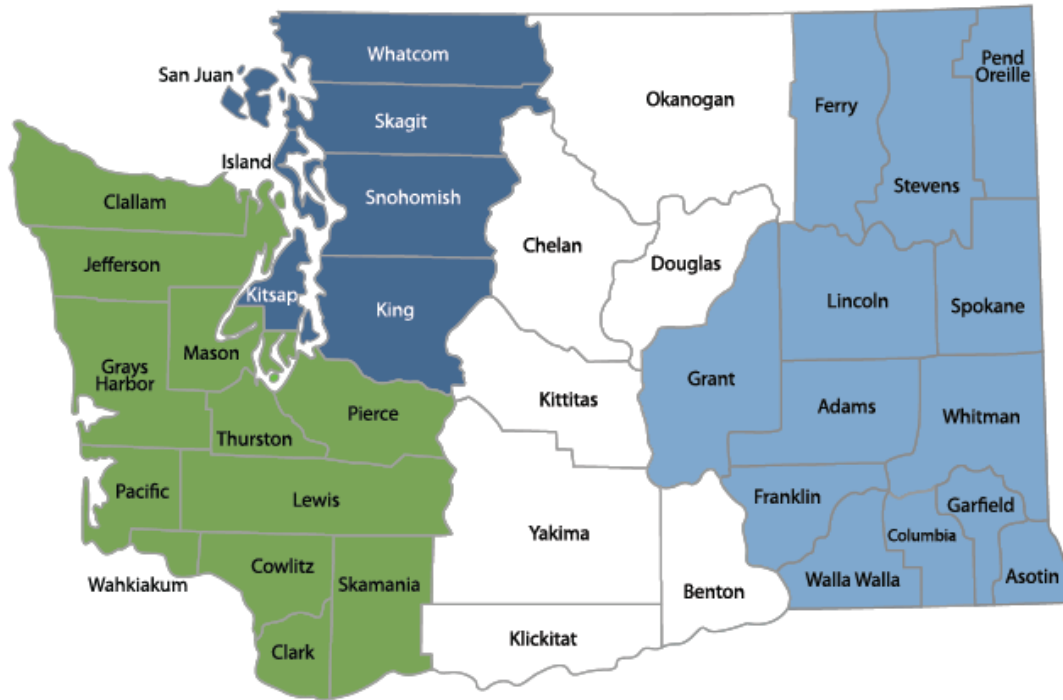 Whatcom
San Juan
Pend
Oreille
Okanogan
Ferry
Skagit
Island
Stevens
Snohomish
Clallam
Chelan
Douglas
Jefferson
Kitsap
King
Lincoln
Spokane
Mason
Grays
Harbor
Grant
Kittitas
Adams
Whitman
Pierce
Thurston
Pacific
Lewis
Franklin
Garfield
Yakima
Columbia
Cowlitz
Wahkiakum
Skamania
Walla Walla
Asotin
Benton
Klickitat
Clark